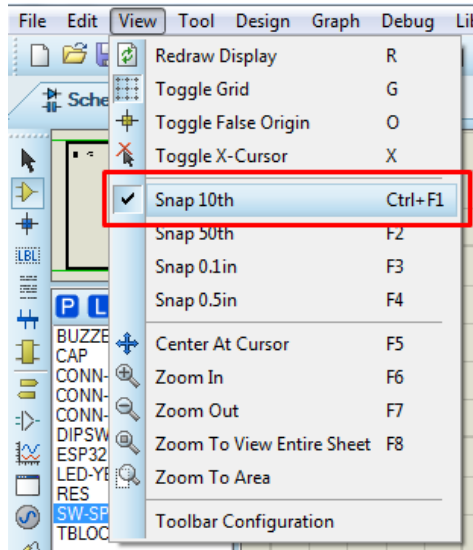 File Edit View Tool Design Graph Debug
Sche
Redraw Display R
Toggle Grid G
Toggle False Origin O
Toggle X-Cursor X
Snap 10th Ctrl+F1
Snap 50th F2
Snap 0.1in F3
Snap 0.5in F4
Center At Cursor F5
Zoom In F6
Zoom Out F7
Zoom To View Entire Sheet F8
Zoom To Area
Toolbar Configuration
LBL
P L
BUZZE
CAP
CONN-
CONN-
CONN-
DIPSW
ESP32
LED-YE
RES
SW-SP
TBLOC